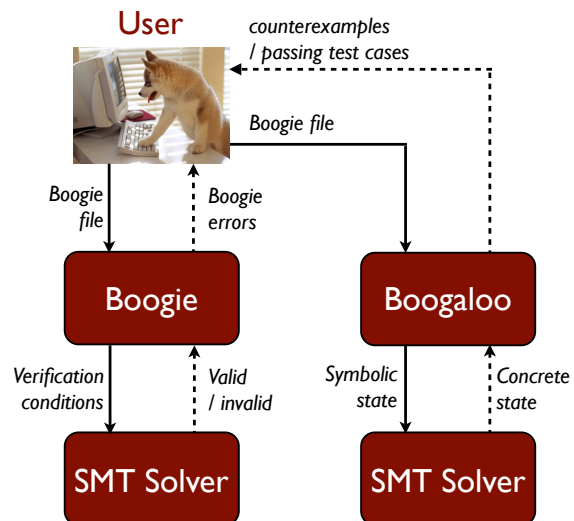 User
counterexamples
/ passing test cases
Boogie file
Boogie
file
Boogie
errors
Boogie
Boogaloo
Verification
conditions
Valid
/ invalid
Symbolic
state
Concrete
state
SMT Solver
SMT Solver